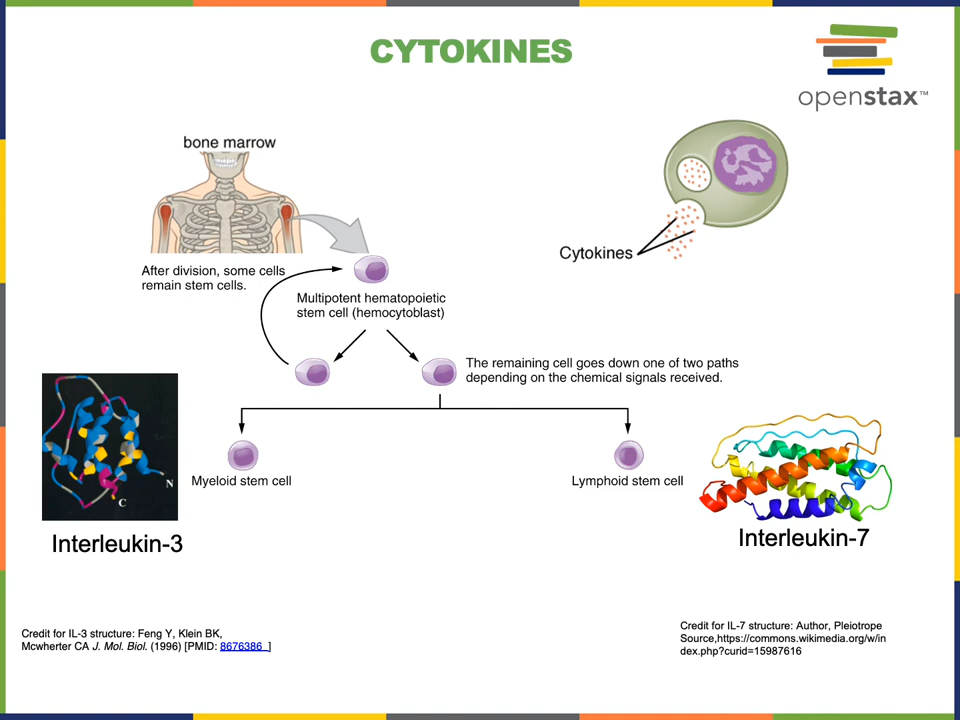 CYTOKINES
openstax™
bone marrow
Cytokines
After division, some cells
remain stem cells.
Multipotent hematopoietic
stem cell (hemocytoblast)
The remaining cell goes down one of two paths
depending on the chemical signals received.
N
C
Myeloid stem cell
Lymphoid stem cell
Interleukin-3
Interleukin-7
Credit for IL-3 structure: Feng Y, Klein BK,
Mcwherter CA J. Mol. Biol. (1996) [PMID: 8676386 ]
Credit for IL-7 structure: Author, Pleiotrope
Source,https://commons.wikimedia.org/w/in
dex.php?curid=15987616